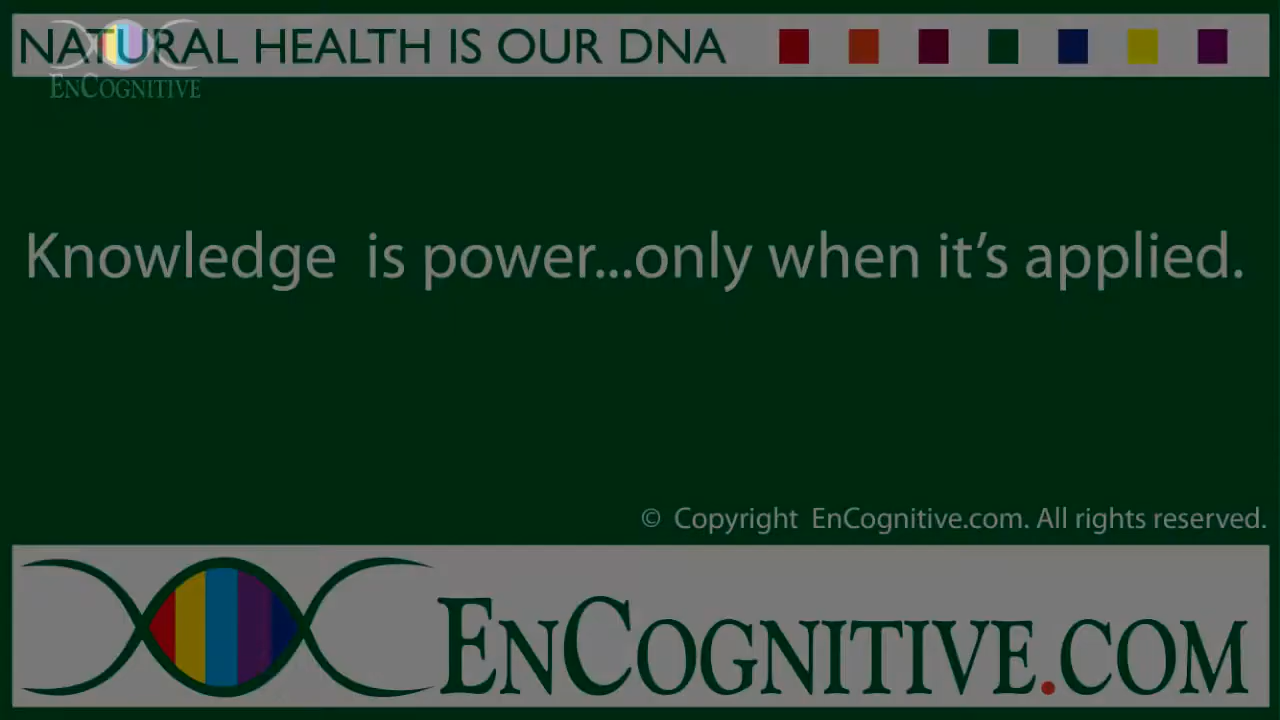 NATURAL HEALTH IS OUR DNA
ENCOGNITIVE
Knowledge is power...only when it's applied.
© Copyright EnCognitive.com. All rights reserved.
ENCOGNITIVE.COM